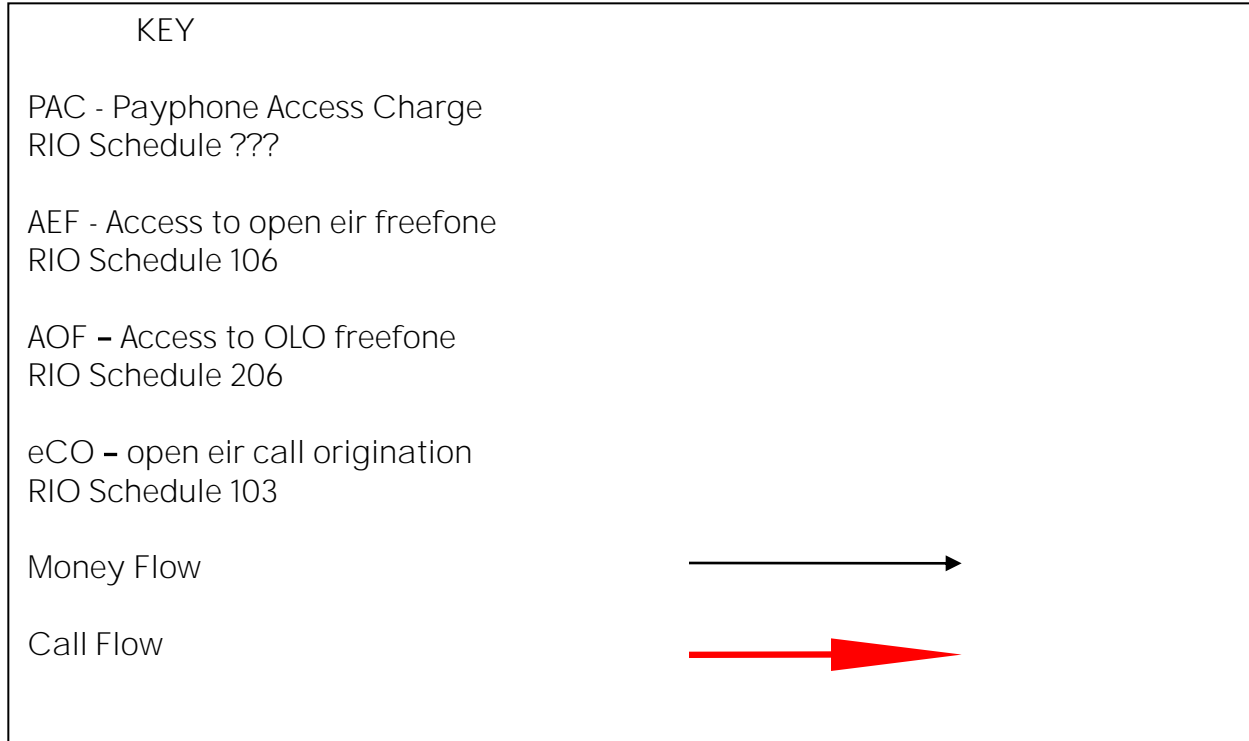 KEY
PAC - Payphone Access Charge
RIO Schedule ???
AEF - Access to open eir freefone
RIO Schedule 106
AOF – Access to OLO freefone
RIO Schedule 206
eCO – open eir call origination
RIO Schedule 103
Money Flow
Call Flow